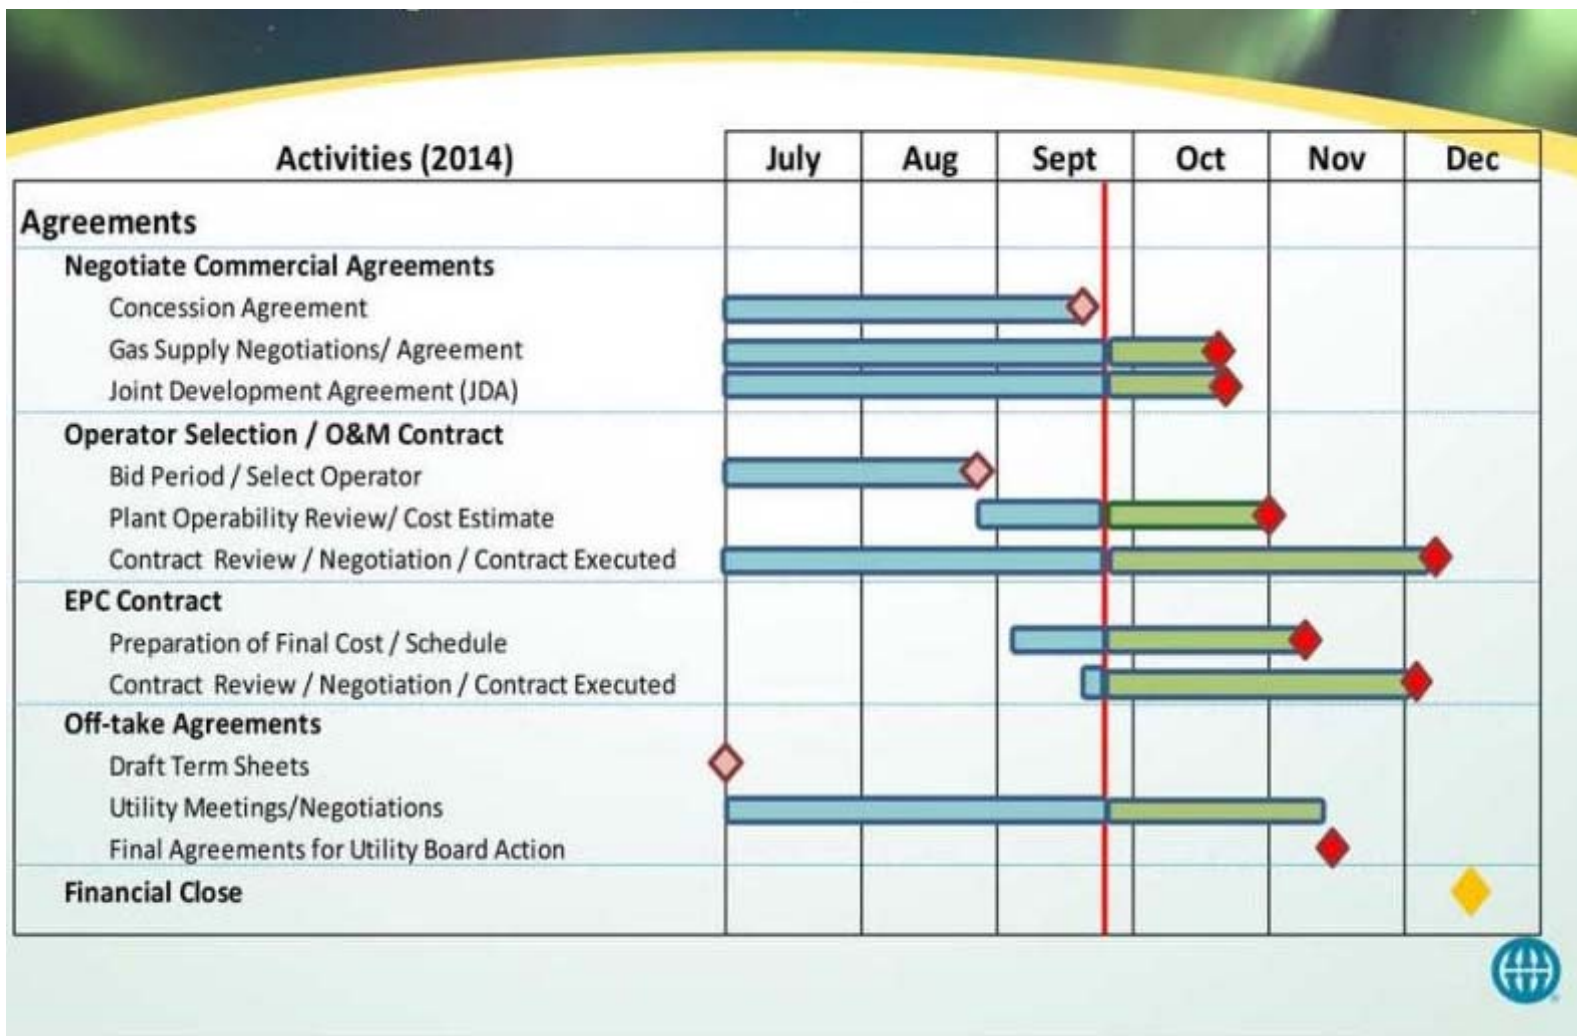 Activities (2014) July Aug Sept Oct Nov Dec
Agreements
Negotiate Commercial Agreements
Concession Agreement
Gas Supply Negotiations/ Agreement
Joint Development Agreement (JDA)
Operator Selection / O&M Contract
Bid Period / Select Operator
Plant Operability Review/ Cost Estimate
Contract Review / Negotiation / Contract Executed
EPC Contract
Preparation of Final Cost / Schedule
Contract Review / Negotiation / Contract Executed
Off-take Agreements
Draft Term Sheets
Utility Meetings/Negotiations
Final Agreements for Utility Board Action
Financial Close